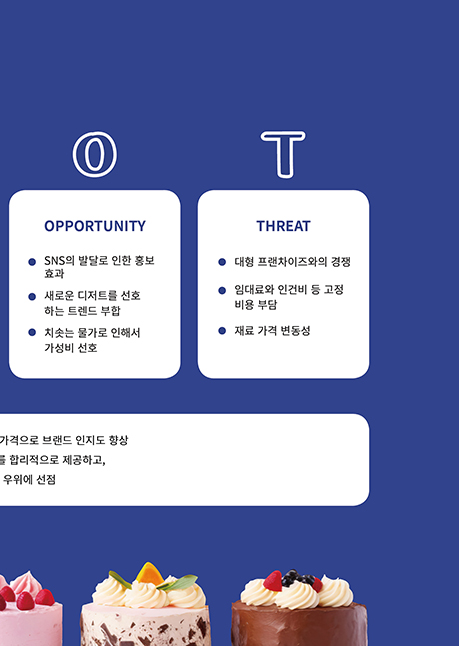 O
OPPORTUNITY
SNS의 발달로 인한 홍보
효과
새로운 디저트를 선호
하는 트렌드 부합
치솟는 물가로 인해서
가성비 선호
T
THREAT
대형 프랜차이즈와의 경쟁
임대료와 인건비 등 고정
비용 부담
재료 가격 변동성
가격으로 브랜드 인지도 향상
를 합리적으로 제공하고,
우위에 선점